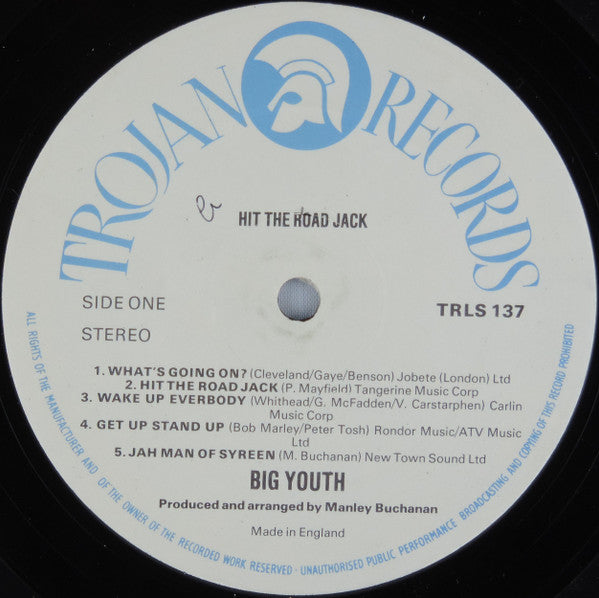 TROJAN RECORDS
HIT THE ROAD JACK
SIDE ONE
TRLS 137
STEREO
1. WHAT'S GOING ON? (Cleveland/Gaye/Benson) Jobete (London) Ltd
2. HIT THE ROAD JACK (P. Mayfield) Tangerine Music Corp
3. WAKE UP EVERBODY (Whithead/G. McFadden/V. Carstarphen) Carlin
Music Corp
4. GET UP STAND UP (Bob Marley/Peter Tosh) Rondor Music/ATV Music
Ltd
5. JAH MAN OF SYREEN (M. Buchanan) New Town Sound Ltd
BIG YOUTH
Produced and arranged by Manley Buchanan
Made in England
ALL RIGHTS OF THE MANUFACTURER AND OF THE OWNER OF THE RECORDED WORK RESERVED · UNAUTHORISED PUBLIC PERFORMANCE BROADCASTING AND COPYING OF THIS RECORD PROHIBITED